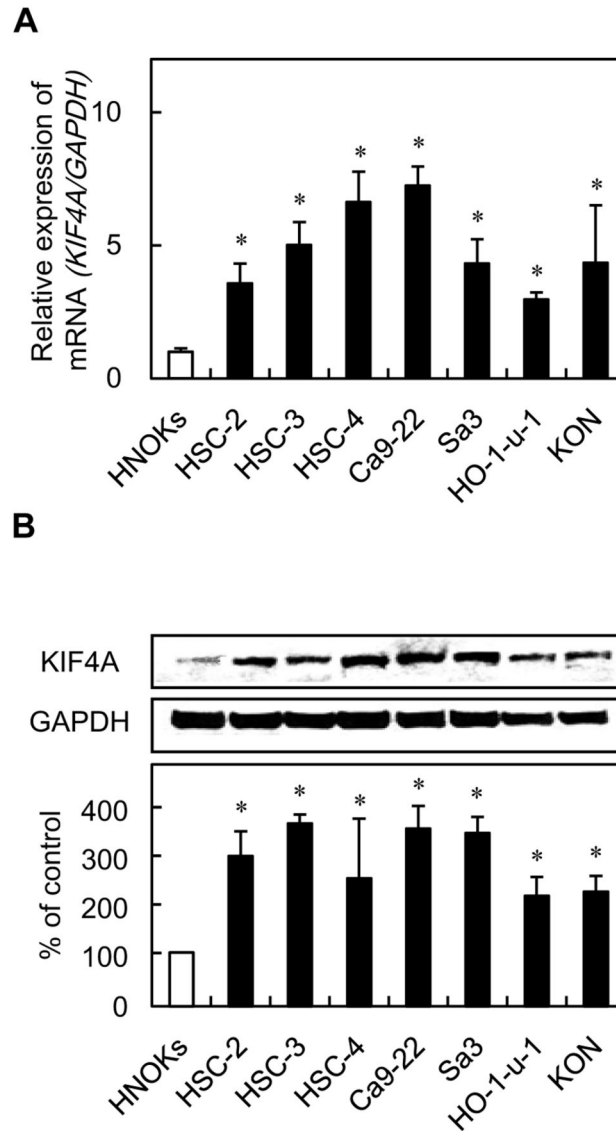 A
Relative expression of
mRNA (KIF4A/GAPDH)
10
5
0
* * * * * * *
HNOKs HSC-2 HSC-3 HSC-4 Ca9-22 Sa3 HO-1-u-1 KON
B
KIF4A
GAPDH
% of control
400
300
200
100
0
* * * * * * *
HNOKs HSC-2 HSC-3 HSC-4 Ca9-22 Sa3 HO-1-u-1 KON